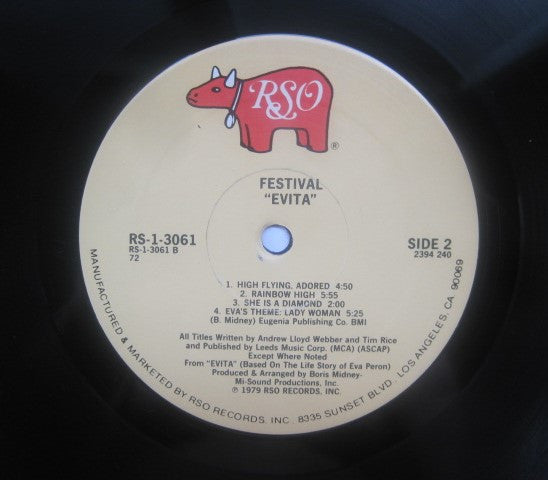 RSO
®
FESTIVAL
"EVITA"
RS-1-3061
RS-1-3061 B
72
SIDE 2
2394 240
1. HIGH FLYING, ADORED 4:50
2. RAINBOW HIGH 5:55
3. SHE IS A DIAMOND 2:00
4. EVA'S THEME: LADY WOMAN 5:25
(B. Midney) Eugenia Publishing Co. BMI
All Titles Written by Andrew Lloyd Webber and Tim Rice
and Published by Leeds Music Corp. (MCA) (ASCAP)
Except Where Noted
From "EVITA" (Based On The Life Story of Eva Peron)
Produced & Arranged by Boris Midney-
Mi-Sound Productions, Inc.
℗ 1979 RSO RECORDS, INC.
MANUFACTURED & MARKETED BY RSO RECORDS, INC. 8335 SUNSET BLVD. LOS ANGELES, CA. 90069